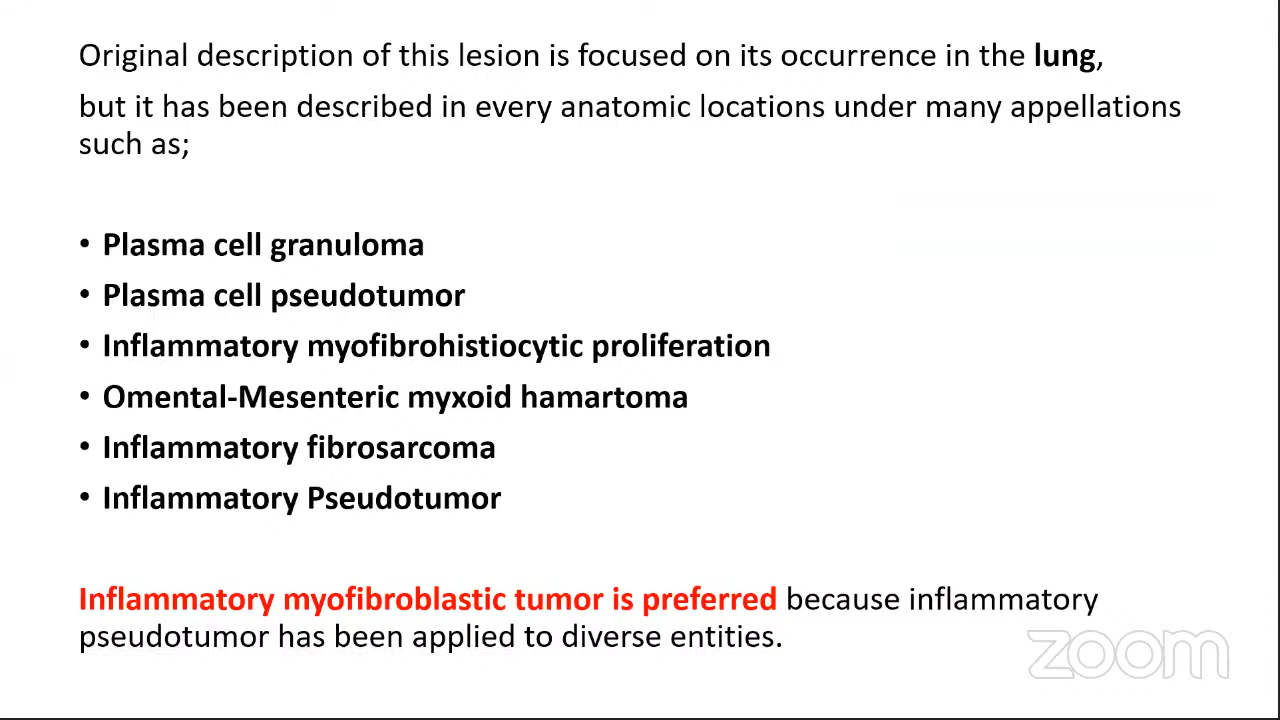 Original description of this lesion is focused on its occurrence in the lung,
but it has been described in every anatomic locations under many appellations
such as;
• Plasma cell granuloma
• Plasma cell pseudotumor
• Inflammatory myofibrohistiocytic proliferation
• Omental-Mesenteric myxoid hamartoma
• Inflammatory fibrosarcoma
• Inflammatory Pseudotumor
Inflammatory myofibroblastic tumor is preferred because inflammatory
pseudotumor has been applied to diverse entities.
zoom